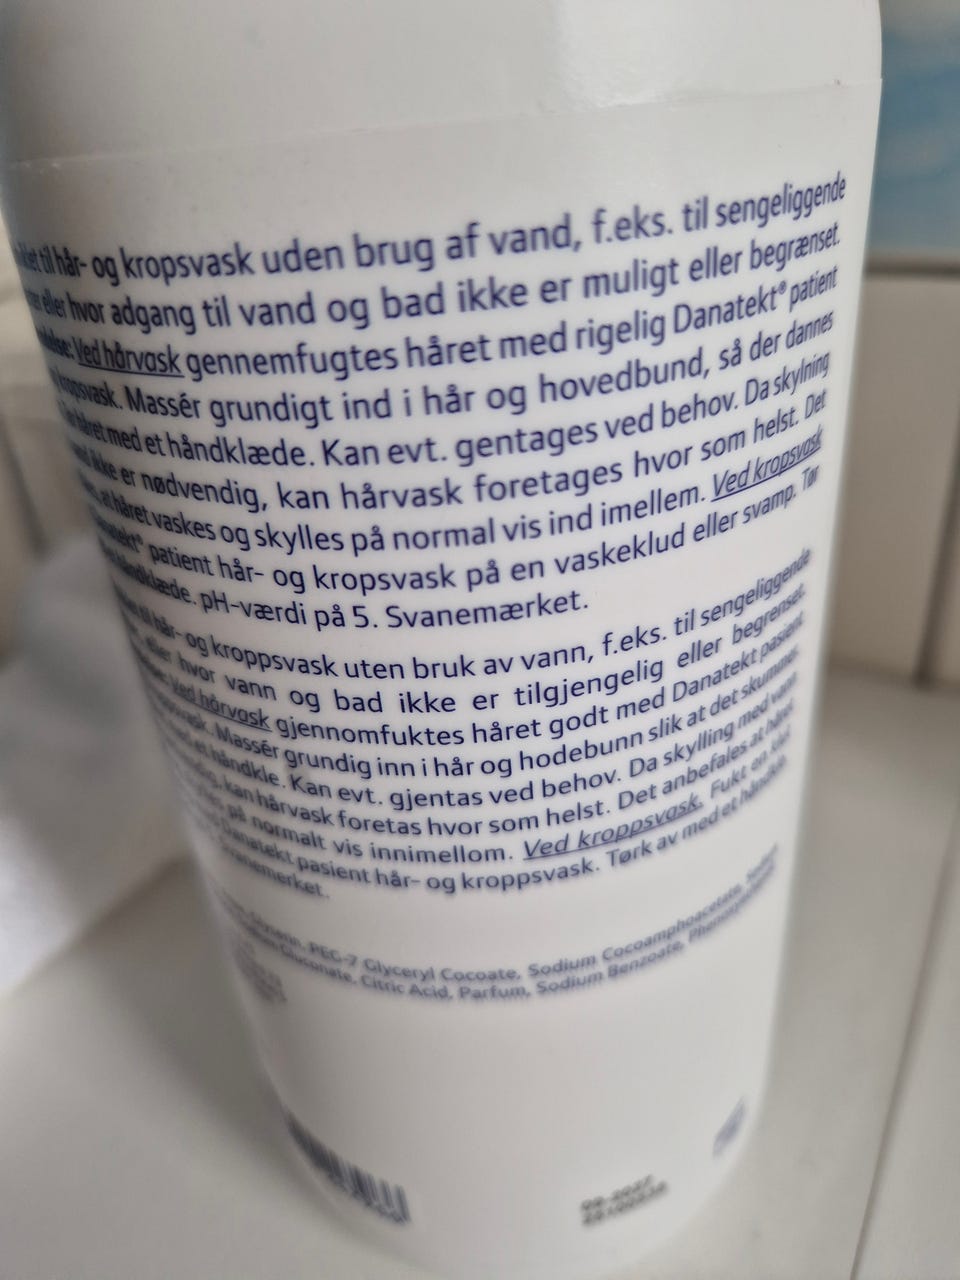 til hår- og kropsvask uden brug af vand, f.eks. til sengeliggende
eller hvor adgang til vand og bad ikke er muligt eller begrænset.
Ved hårvask gennemfugtes håret med rigelig Danatekt® patient
kropsvask. Massér grundigt ind i hår og hovedbund, så der dannes
håret med et håndklæde. Kan evt. gentages ved behov. Da skylning
ikke er nødvendig, kan hårvask foretages hvor som helst. Det
at håret vaskes og skylles på normal vis ind imellem. Ved kropsvask
patient hår- og kropsvask på en vaskeklud eller svamp. Tør
håndklæde. pH-værdi på 5. Svanemærket.
til hår- og kroppsvask uten bruk av vann, f.eks. til sengeliggende
eller hvor vann og bad ikke er tilgjengelig eller begrenset.
Ved hårvask gjennomfuktes håret godt med Danatekt pasient
kroppsvask. Massér grundig inn i hår og hodebunn slik at det skummer.
med et håndkle. Kan evt. gjentas ved behov. Da skylling med vann
kan hårvask foretas hvor som helst. Det anbefales at håret
på normalt vis innimellom. Ved kroppsvask. Fukt en klut
Danatekt pasient hår- og kroppsvask. Tørk av med et håndkle.
Svanemerket.
PEG-7 Glyceryl Cocoate, Sodium Cocoamphoacetate, Sodium
Gluconate, Citric Acid, Parfum, Sodium Benzoate,